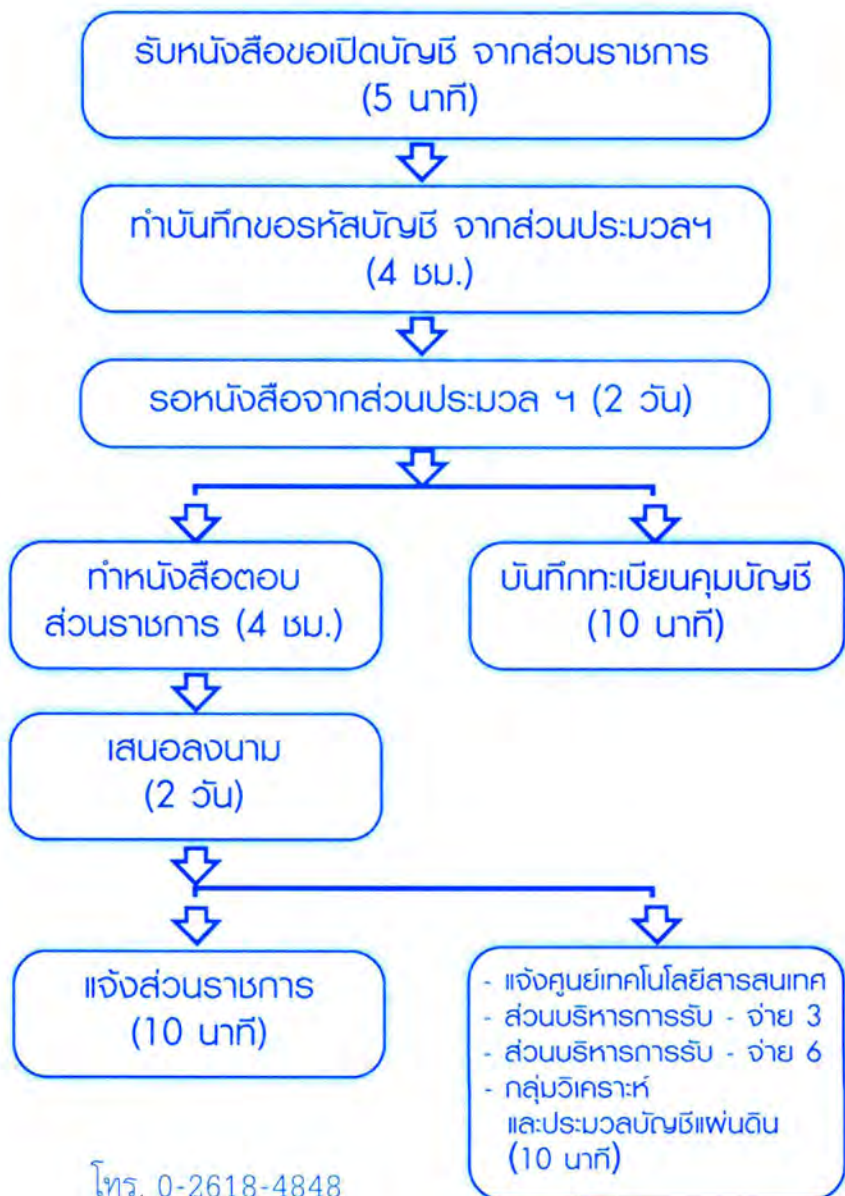 รับหนังสือขอเปิดบัญชี จากส่วนราชการ
(5 นาที)
ทำบันทึกขอรหัสบัญชี จากส่วนประมวลฯ
(4 ชม.)
รอหนังสือจากส่วนประมวล ฯ (2 วัน)
ทำหนังสือตอบ
ส่วนราชการ (4 ชม.)
บันทึกทะเบียนคุมบัญชี
(10 นาที)
เสนอลงนาม
(2 วัน)
แจ้งส่วนราชการ
(10 นาที)
- แจ้งศูนย์เทคโนโลยีสารสนเทศ
- ส่วนบริหารการรับ - จ่าย 3
- ส่วนบริหารการรับ - จ่าย 6
- กลุ่มวิเคราะห์
และประมวลบัญชีแผ่นดิน
(10 นาที)
โทร. 0-2618-4848